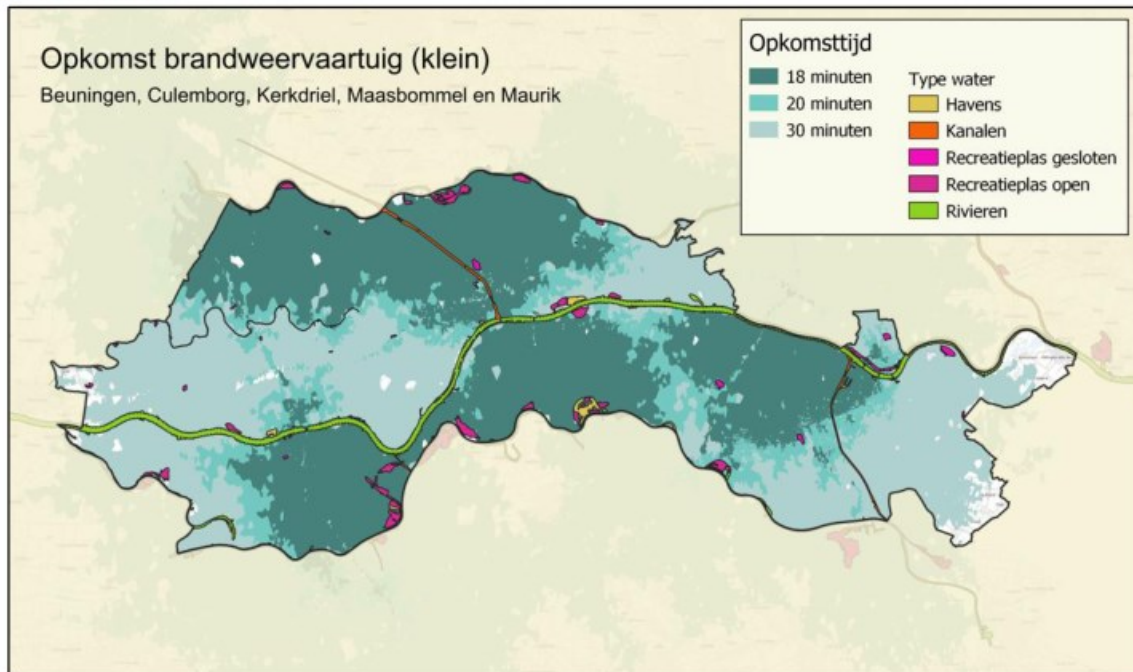 Opkomst brandweervaartuig (klein)
Beuningen, Culemborg, Kerkdriel, Maasbommel en Maurik
Opkomsttijd
18 minuten
20 minuten
30 minuten
Type water
Havens
Kanalen
Recreatieplas gesloten
Recreatieplas open
Rivieren